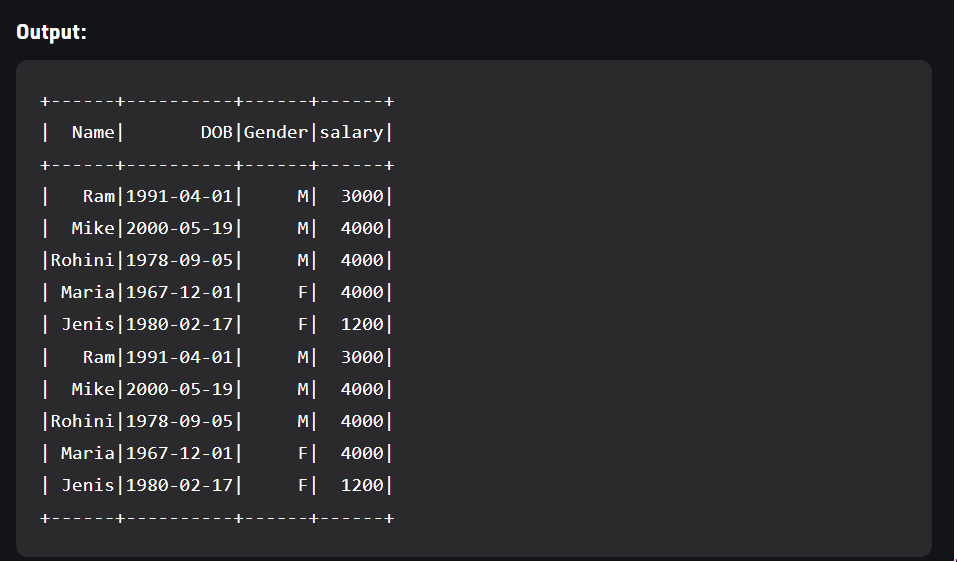 Output:
+------+----------+------+------+
|  Name|       DOB|Gender|salary|
+------+----------+------+------+
|   Ram|1991-04-01|     M|  3000|
|  Mike|2000-05-19|     M|  4000|
|Rohini|1978-09-05|     M|  4000|
| Maria|1967-12-01|     F|  4000|
| Jenis|1980-02-17|     F|  1200|
|   Ram|1991-04-01|     M|  3000|
|  Mike|2000-05-19|     M|  4000|
|Rohini|1978-09-05|     M|  4000|
| Maria|1967-12-01|     F|  4000|
| Jenis|1980-02-17|     F|  1200|
+------+----------+------+------+